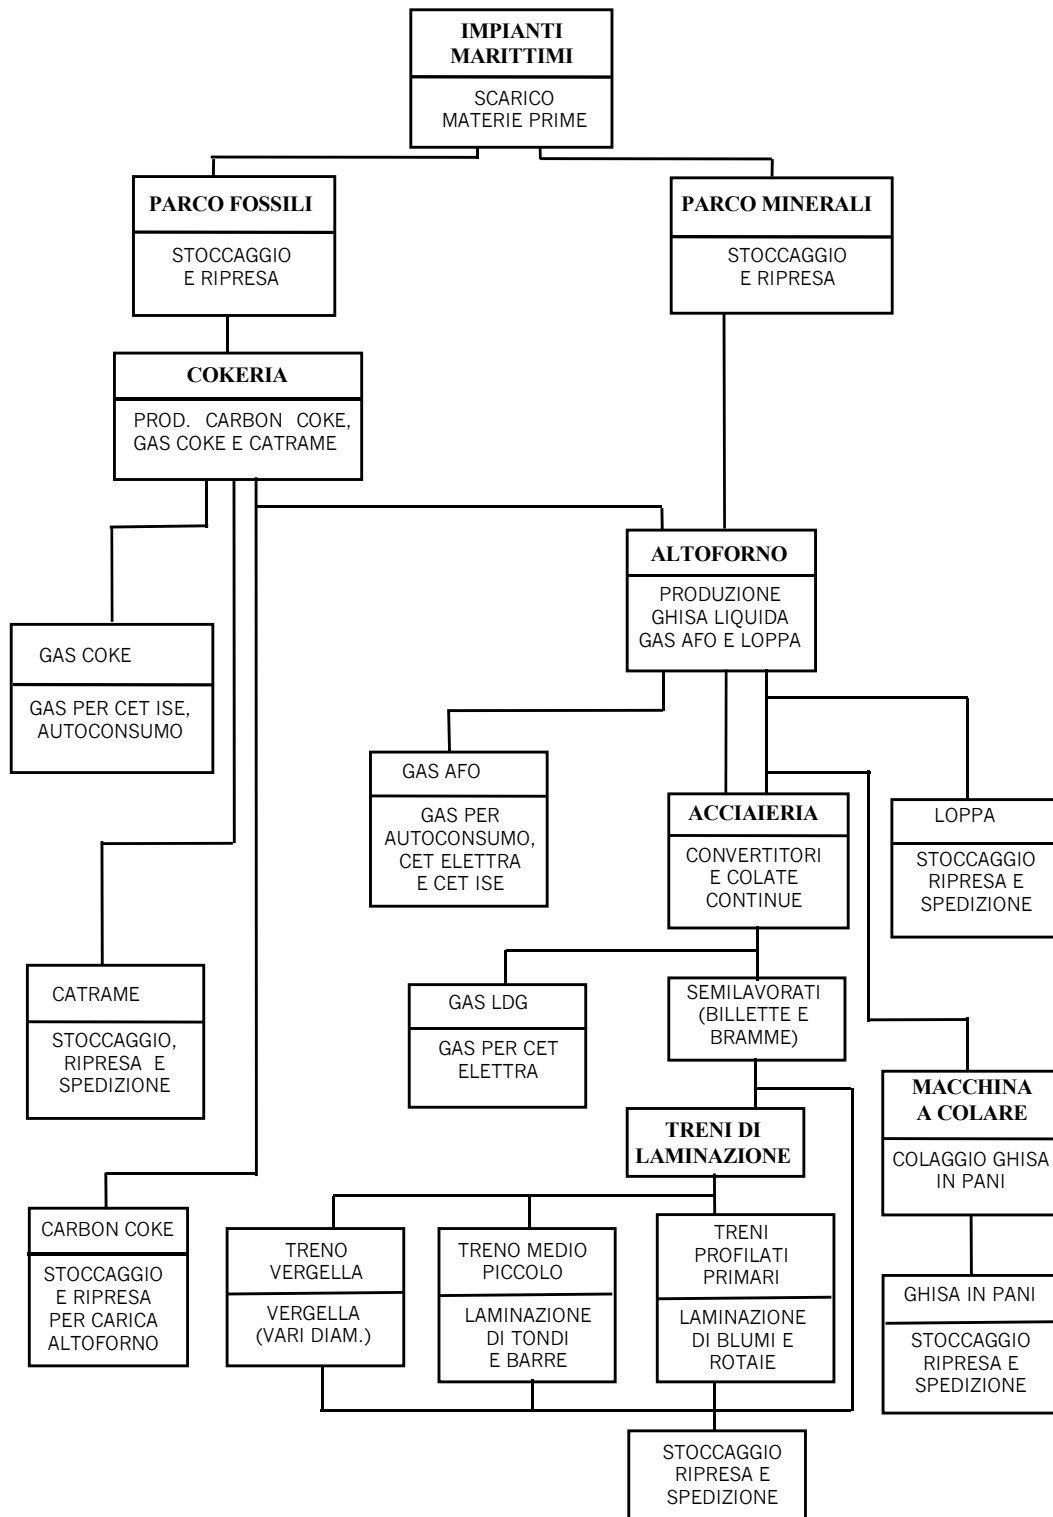 IMPIANTI
MARITTIMI
SCARICO
MATERIE PRIME
PARCO FOSSILI
STOCCAGGIO
E RIPRESA
PARCO MINERALI
STOCCAGGIO
E RIPRESA
COKERIA
PROD. CARBON COKE,
GAS COKE E CATRAME
ALTOFORNO
PRODUZIONE
GHISA LIQUIDA
GAS AFO E LOPPA
GAS COKE
GAS PER CET ISE,
AUTOCONSUMO
GAS AFO
GAS PER
AUTOCONSUMO,
CET ELETTRA
E CET ISE
ACCIAIERIA
CONVERTITORI
E COLATE
CONTINUE
LOPPA
STOCCAGGIO
RIPRESA E
SPEDIZIONE
CATRAME
STOCCAGGIO,
RIPRESA E
SPEDIZIONE
GAS LDG
GAS PER CET
ELETTRA
SEMILAVORATI
(BILLETTE E
BRAMME)
MACCHINA
A COLARE
COLAGGIO GHISA
IN PANI
TRENI DI
LAMINAZIONE
CARBON COKE
STOCCAGGIO
E RIPRESA
PER CARICA
ALTOFORNO
TRENO
VERGELLA
VERGELLA
(VARI DIAM.)
TRENO MEDIO
PICCOLO
LAMINAZIONE
DI TONDI
E BARRE
TRENI
PROFILATI
PRIMARI
LAMINAZIONE
DI BLUMI E
ROTAIE
GHISA IN PANI
STOCCAGGIO
RIPRESA E
SPEDIZIONE
STOCCAGGIO
RIPRESA E
SPEDIZIONE